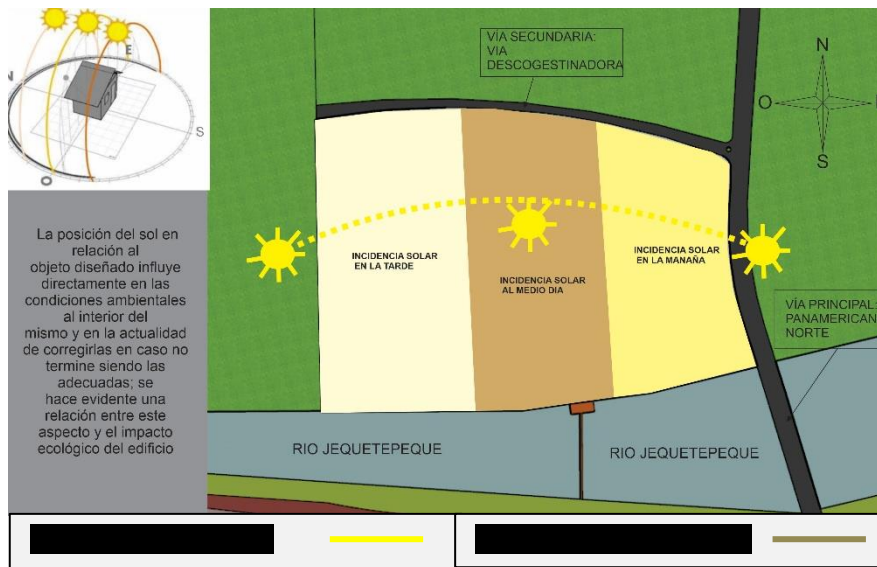 E
S
O
La posición del sol en
relación al
objeto diseñado influye
directamente en las
condiciones ambientales
al interior del
mismo y en la actualidad
de corregirlas en caso no
termine siendo las
adecuadas; se
hace evidente una
relación entre este
aspecto y el impacto
ecológico del edificio
VÍA SECUNDARIA:
VIA
DESCOGESTINADORA
N
O
E
S
INCIDENCIA SOLAR
EN LA TARDE
INCIDENCIA SOLAR
AL MEDIO DIA
INCIDENCIA SOLAR
EN LA MANAÑA
VÍA PRINCIPAL:
PANAMERICAN
NORTE
RIO JEQUETEPEQUE
RIO JEQUETEPEQUE